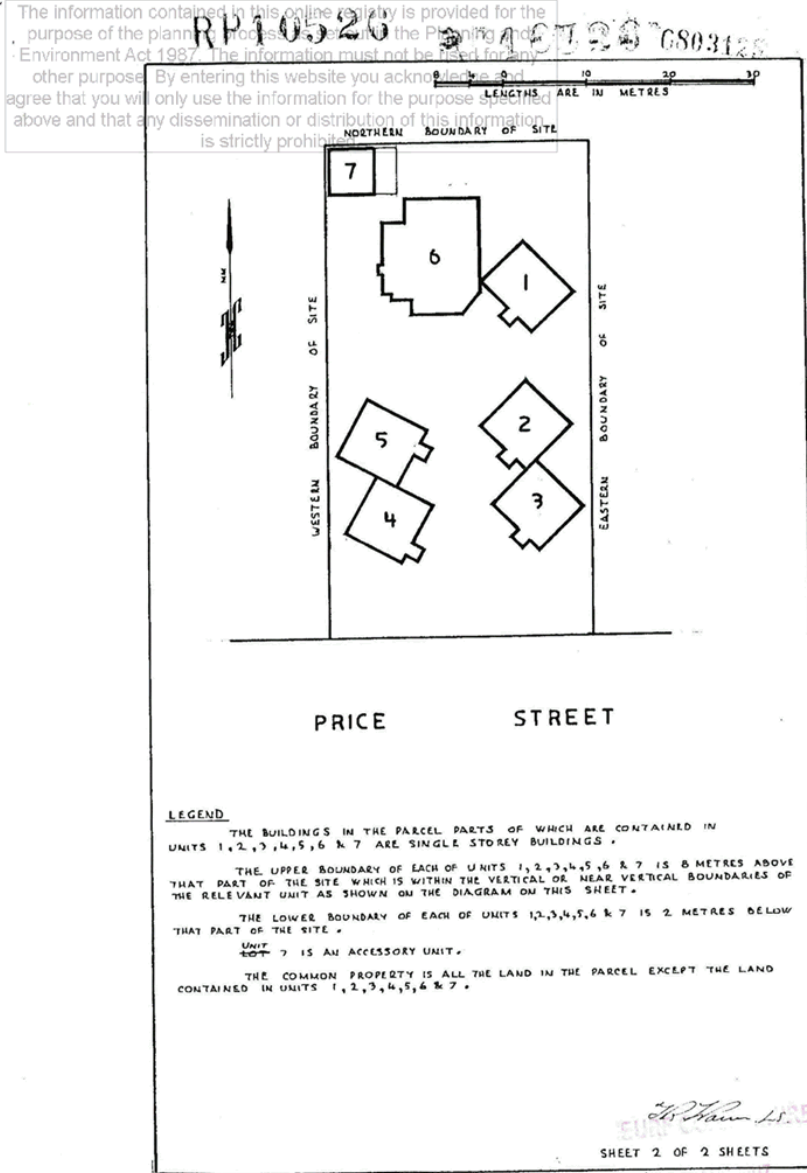 The information contained in this online registry is provided for the
purpose of the planning process as set out in the Planning and
Environment Act 1987. The information must not be used for any
other purpose. By entering this website you acknowledge and
agree that you will only use the information for the purpose specified
above and that any dissemination or distribution of this information
is strictly prohibited.
RP10526
G80312
0 10 20 30
LENGTHS ARE IN METRES
NORTHERN BOUNDARY OF SITE
7
6
1
WESTERN BOUNDARY OF SITE
EASTERN BOUNDARY OF SITE
5
2
4
3
PRICE STREET
LEGEND
THE BUILDINGS IN THE PARCEL PARTS OF WHICH ARE CONTAINED IN
UNITS 1,2,3,4,5,6 & 7 ARE SINGLE STOREY BUILDINGS.
THE UPPER BOUNDARY OF EACH OF UNITS 1,2,3,4,5,6 & 7 IS 8 METRES ABOVE
THAT PART OF THE SITE WHICH IS WITHIN THE VERTICAL OR NEAR VERTICAL BOUNDARIES OF
THE RELEVANT UNIT AS SHOWN ON THE DIAGRAM ON THIS SHEET.
THE LOWER BOUNDARY OF EACH OF UNITS 1,2,3,4,5,6 & 7 IS 2 METRES BELOW
THAT PART OF THE SITE.
UNIT
LOT 7 IS AN ACCESSORY UNIT.
THE COMMON PROPERTY IS ALL THE LAND IN THE PARCEL EXCEPT THE LAND
CONTAINED IN UNITS 1,2,3,4,5,6 & 7.
L.S.
SHEET 2 OF 2 SHEETS